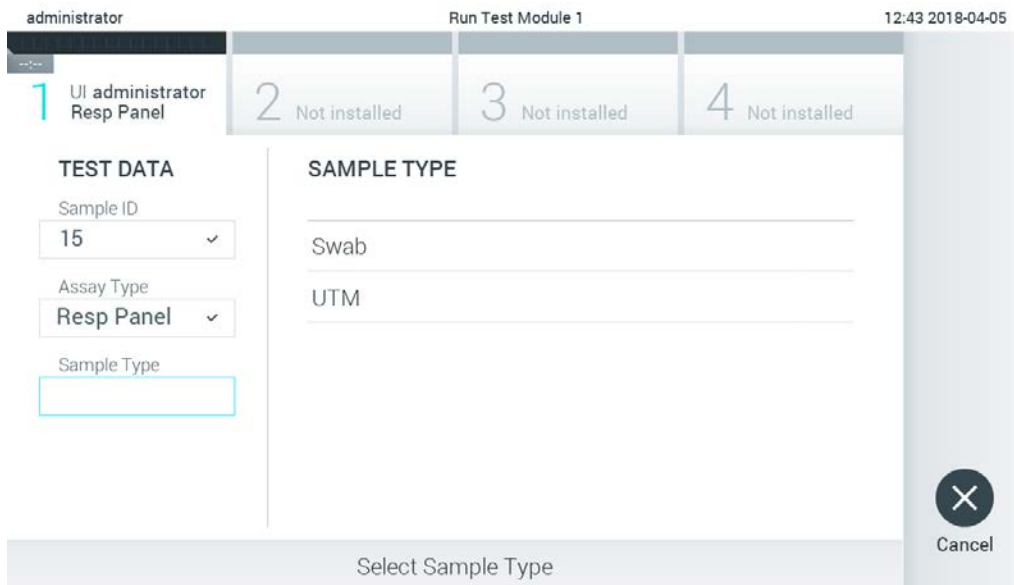 administrator Run Test Module 1 12:43 2018-04-05
--:--
1 UI administrator
Resp Panel
2 Not installed
3 Not installed
4 Not installed
TEST DATA
Sample ID
15
Assay Type
Resp Panel
Sample Type
SAMPLE TYPE
Swab
UTM
Cancel
Select Sample Type